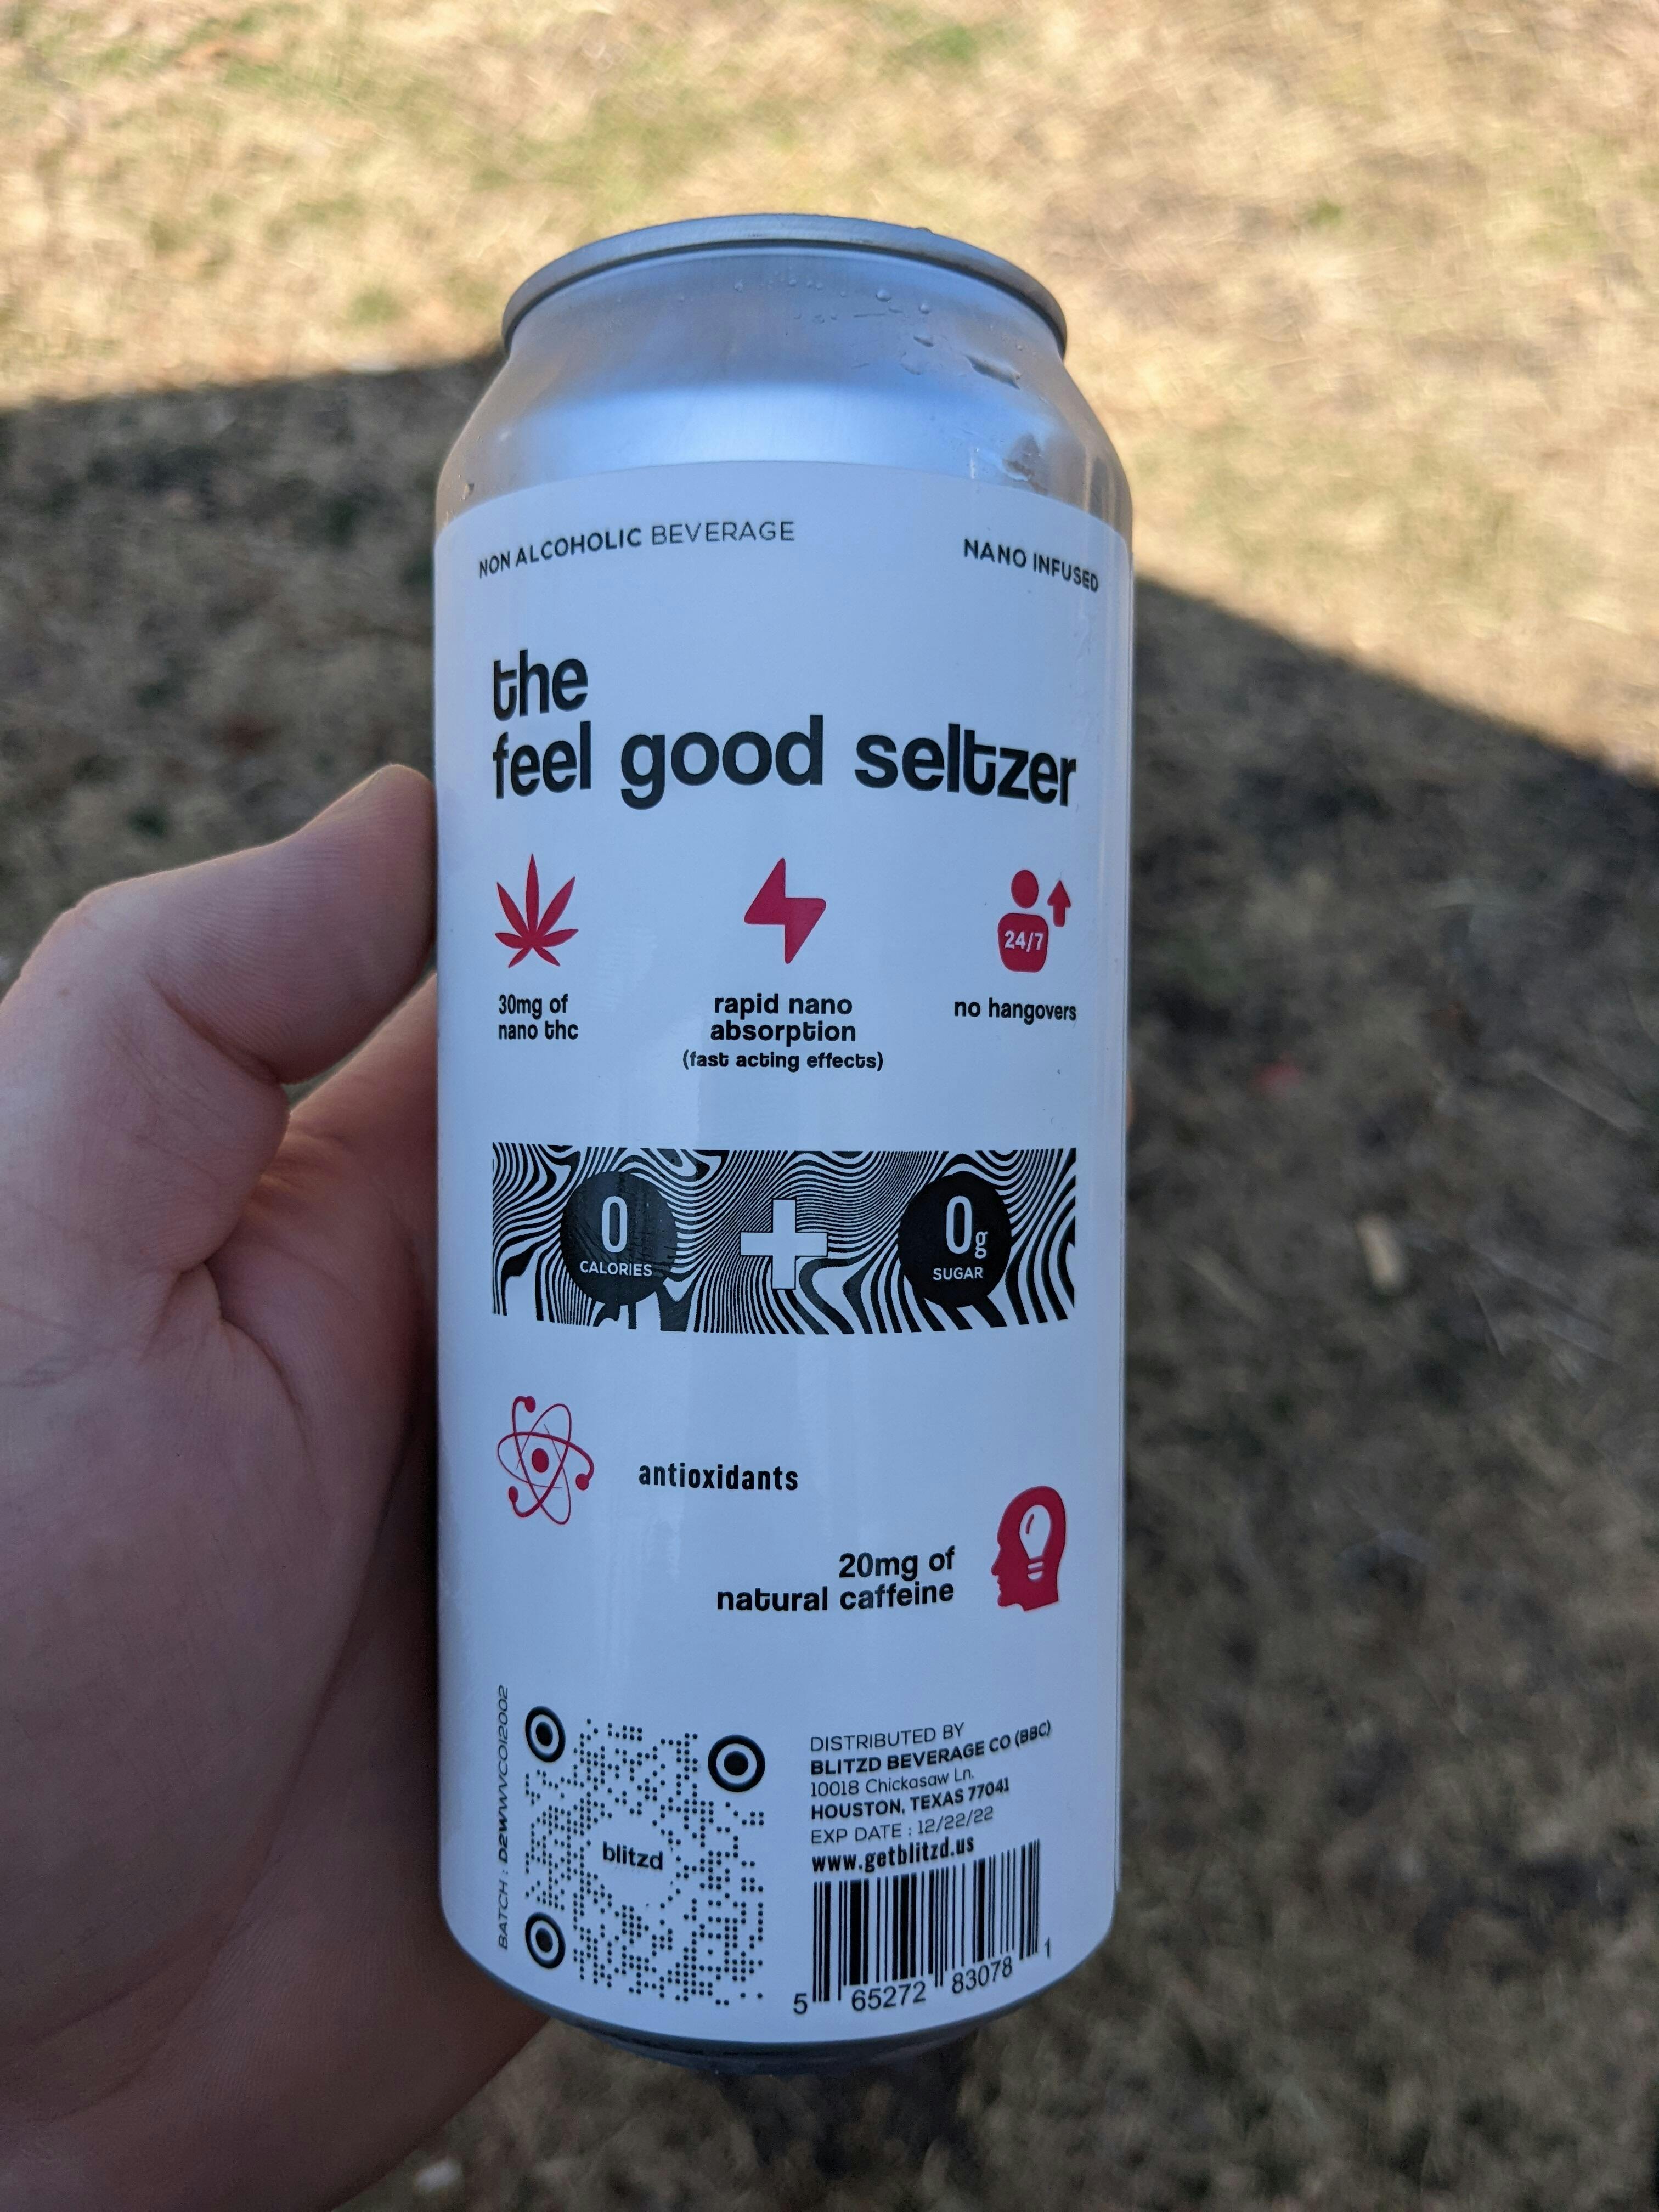 NON ALCOHOLIC BEVERAGE
NANO INFUSED
the
feel good seltzer
30mg of
nano thc
rapid nano
absorption
(fast acting effects)
24/7
no hangovers
0
CALORIES
+
0g
SUGAR
antioxidants
20mg of
natural caffeine
BATCH :
blitzd
DISTRIBUTED BY
BLITZD BEVERAGE CO (BBC)
10018 Chickasaw Ln.
HOUSTON, TEXAS 77041
EXP DATE : 12/22/22
www.getblitzd.us
5 65272 83078 1